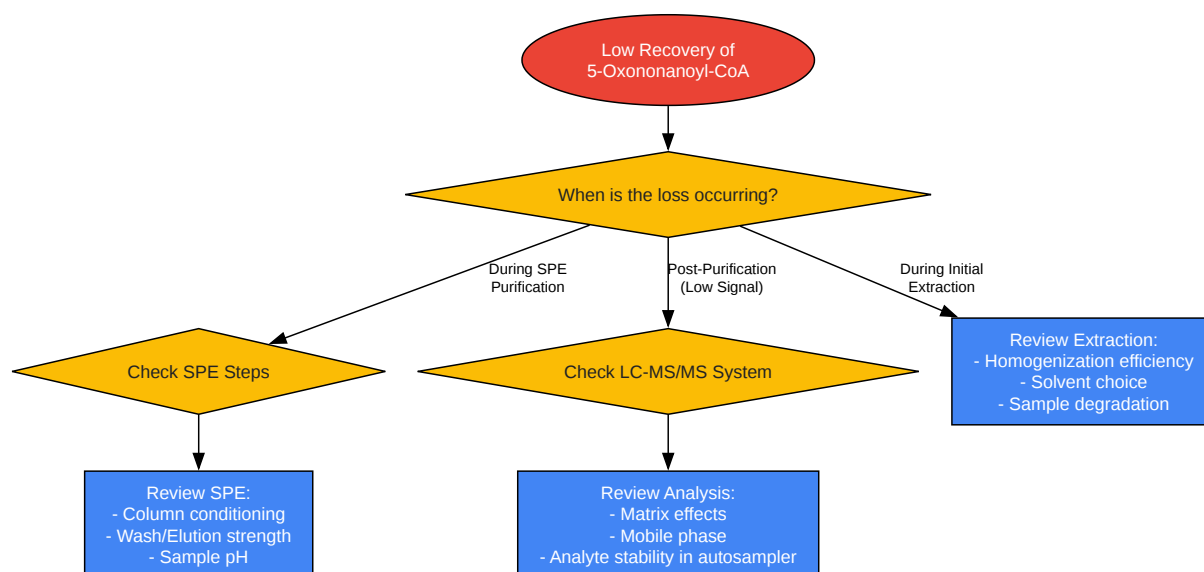 Low Recovery of
5-Oxononanoyl-CoA
When is the loss occurring?
During SPE
Purification
Post-Purification
(Low Signal)
During Initial
Extraction
Check SPE Steps
Check LC-MS/MS System
Review Extraction:
- Homogenization efficiency
- Solvent choice
- Sample degradation
Review SPE:
- Column conditioning
- Wash/Elution strength
- Sample pH
Review Analysis:
- Matrix effects
- Mobile phase
- Analyte stability in autosampler